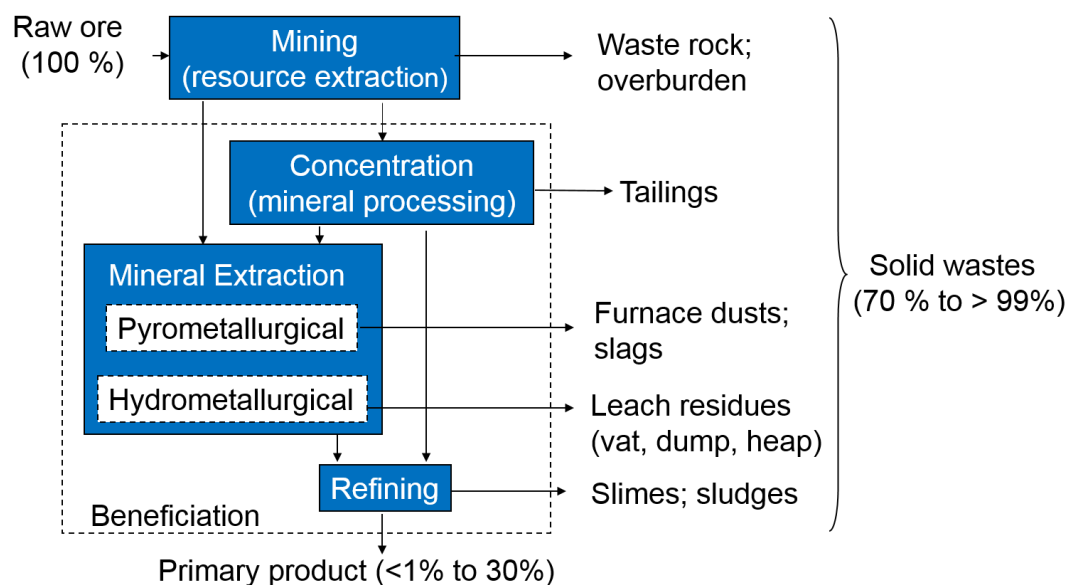 Raw ore
(100 %)
Mining
(resource extraction)
Waste rock;
overburden
Concentration
(mineral processing)
Tailings
Mineral Extraction
Pyrometallurgical
Furnace dusts;
slags
Hydrometallurgical
Leach residues
(vat, dump, heap)
Refining
Slimes; sludges
Beneficiation
Primary product (<1% to 30%)
Solid wastes
(70 % to > 99%)